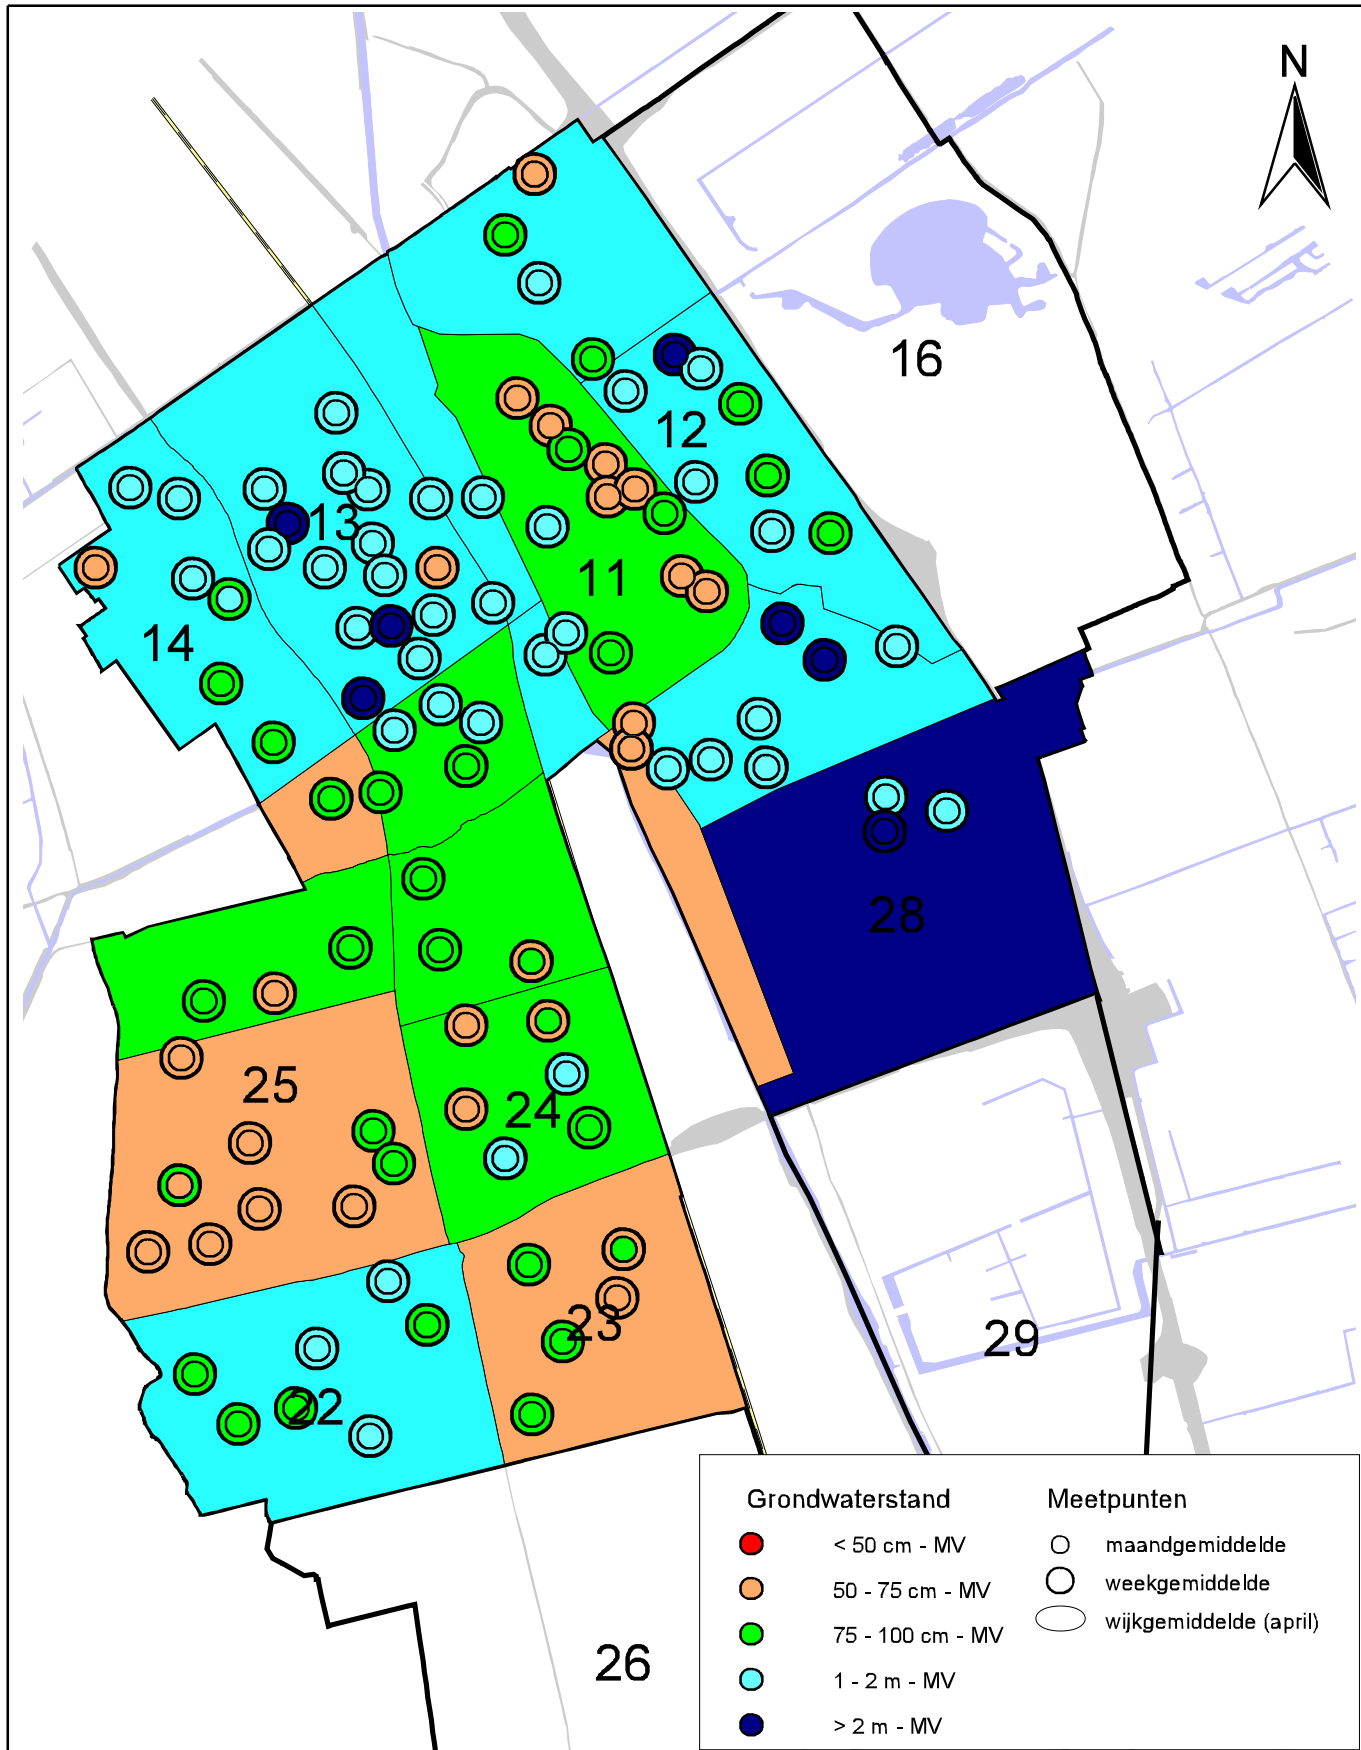 N
16
12
13
11
14
28
25
24
23
29
22
26
Grondwaterstand
< 50 cm - MV
50 - 75 cm - MV
75 - 100 cm - MV
1 - 2 m - MV
> 2 m - MV
Meetpunten
maandgemiddelde
weekgemiddelde
wijkgemiddelde (april)